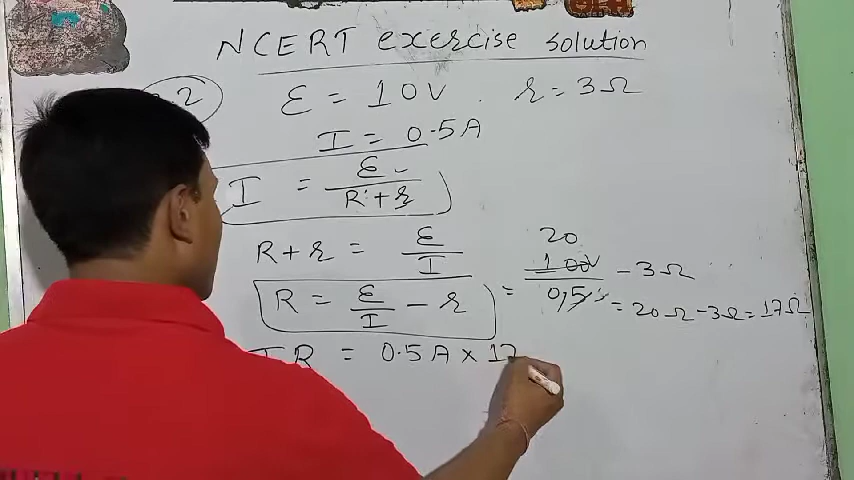 NCERT exercise solution
2 ε = 10V . r = 3Ω
I = 0.5A
I = ε / R + r
R + r = ε / I
R = ε / I - r = 20 10V / 0.5 - 3Ω
= 20Ω - 3Ω = 17Ω
I R = 0.5A × 17